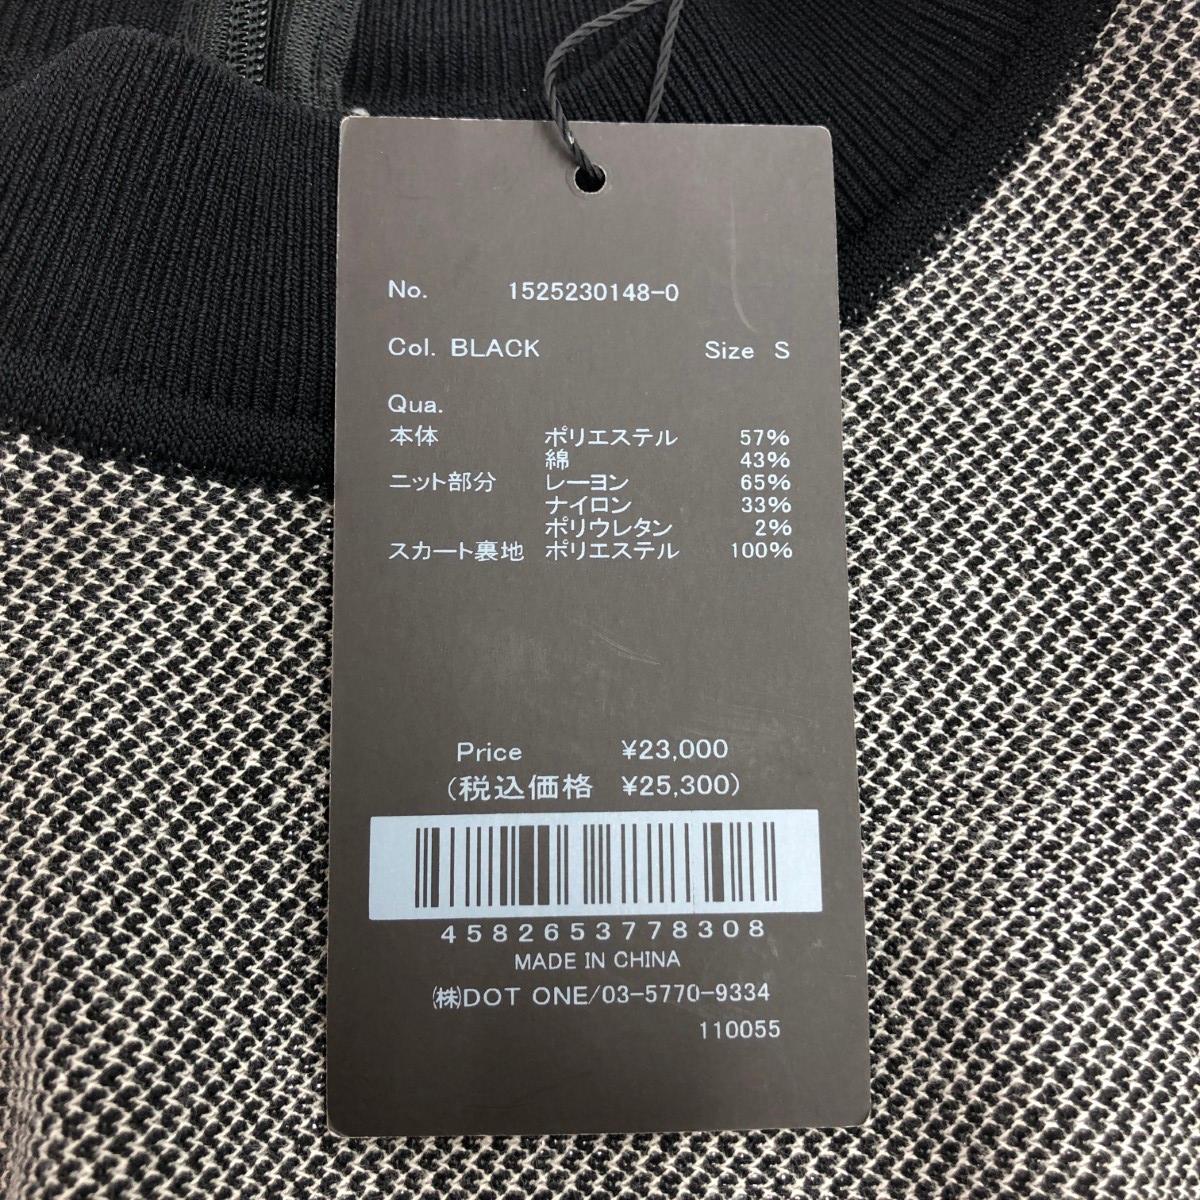 No. 1525230148-0
Col. BLACK Size S
Qua.
本体 ポリエステル 57%
綿 43%
ニット部分 レーヨン 65%
ナイロン 33%
ポリウレタン 2%
スカート裏地 ポリエステル 100%
Price ¥23,000
(税込価格 ¥25,300)
4582653778308
MADE IN CHINA
㈱DOT ONE/03-5770-9334
110055